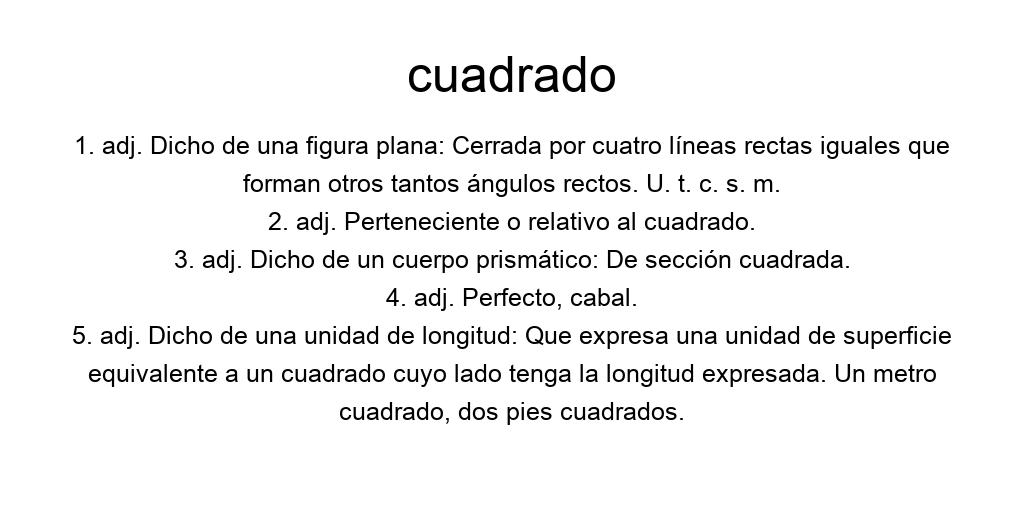 cuadrado
1. adj. Dicho de una figura plana: Cerrada por cuatro líneas rectas iguales que
forman otros tantos ángulos rectos. U. t. c. s. m.
2. adj. Perteneciente o relativo al cuadrado.
3. adj. Dicho de un cuerpo prismático: De sección cuadrada.
4. adj. Perfecto, cabal.
5. adj. Dicho de una unidad de longitud: Que expresa una unidad de superficie
equivalente a un cuadrado cuyo lado tenga la longitud expresada. Un metro
cuadrado, dos pies cuadrados.